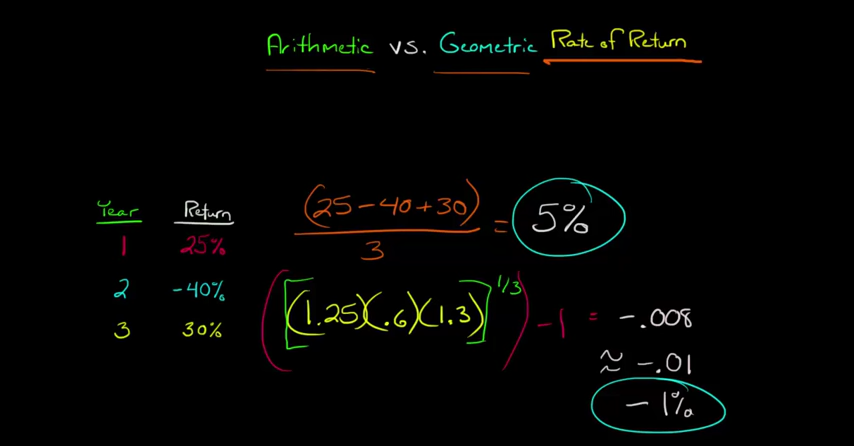 Arithmetic vs. Geometric Rate of Return
(25 - 40 + 30)
3
= 5%
Year Return
1 25%
2 -40%
3 30%
([(1.25)(.6)(1.3)]^1/3) - 1 = -.008
≈ -.01
-1%